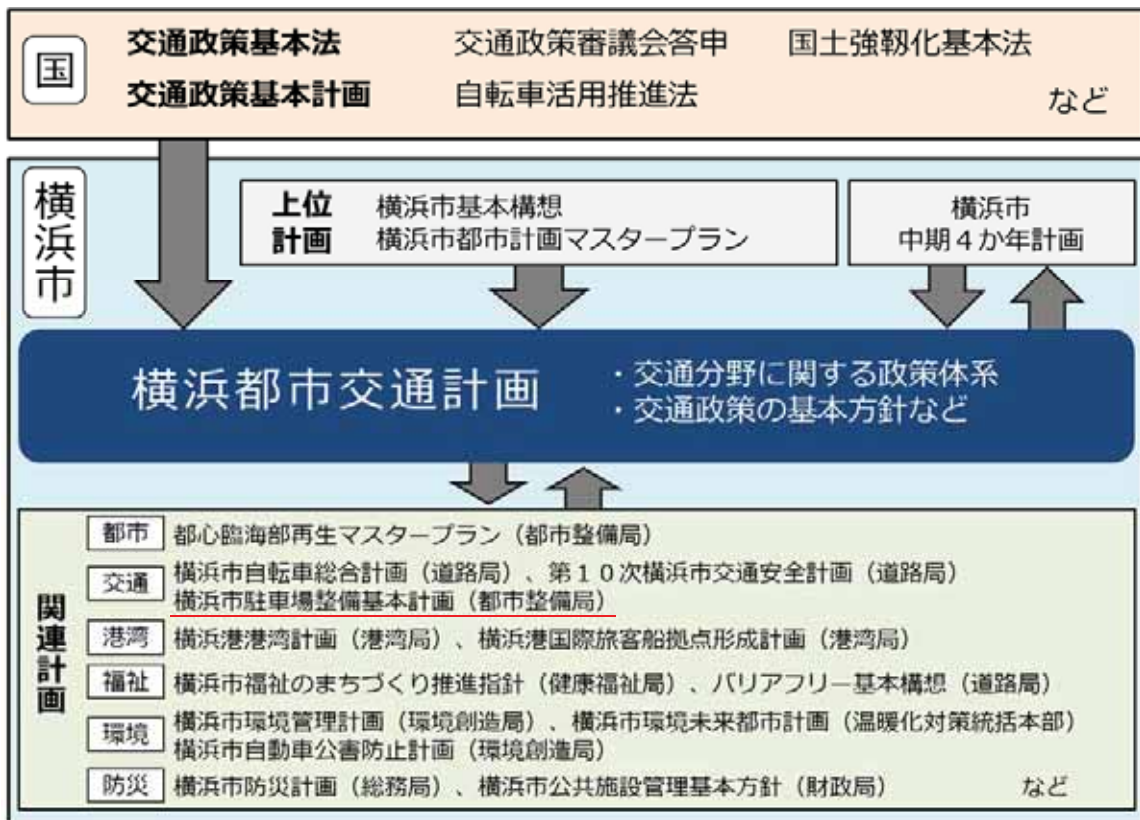 国
交通政策基本法　交通政策審議会答申　国土強靱化基本法
交通政策基本計画　自転車活用推進法　など
横浜市
上位計画
横浜市基本構想
横浜市都市計画マスタープラン
横浜市
中期４か年計画
横浜都市交通計画
・交通分野に関する政策体系
・交通政策の基本方針など
関連計画
都市　都心臨海部再生マスタープラン（都市整備局）
交通　横浜市自転車総合計画（道路局）、第１０次横浜市交通安全計画（道路局）
横浜市駐車場整備基本計画（都市整備局）
港湾　横浜港港湾計画（港湾局）、横浜港国際旅客船拠点形成計画（港湾局）
福祉　横浜市福祉のまちづくり推進指針（健康福祉局）、バリアフリー基本構想（道路局）
環境　横浜市環境管理計画（環境創造局）、横浜市環境未来都市計画（温暖化対策統括本部）
横浜市自動車公害防止計画（環境創造局）
防災　横浜市防災計画（総務局）、横浜市公共施設管理基本方針（財政局）　など